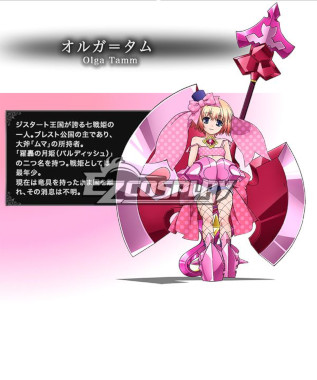 オルガ=タム
Olga Tamm
ジスタート王国が誇る七戦姫の
一人。ブレスト公国の主であり、
大斧「ムマ」の所持者。
「羅轟の月姫(バルディッシュ)」
の二つ名を持つ。戦姫としては
最年少。
現在は竜具を持ったまま国を離
れ、その消息は不明。
EZCOSPLAY